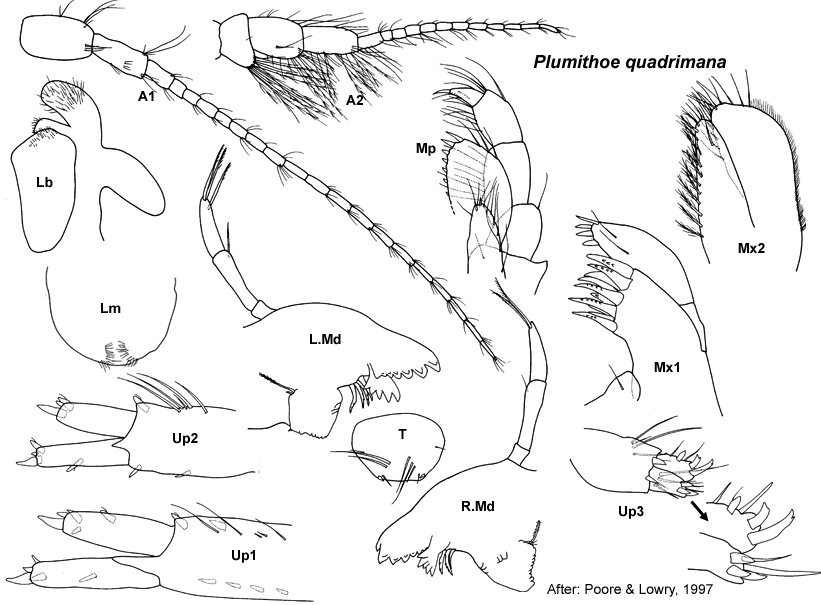 Plumithoe quadrimana
A1
A2
Mp
Lb
Mx2
Lm
L.Md
Mx1
Up2
T
R.Md
Up3
Up1
After: Poore & Lowry, 1997